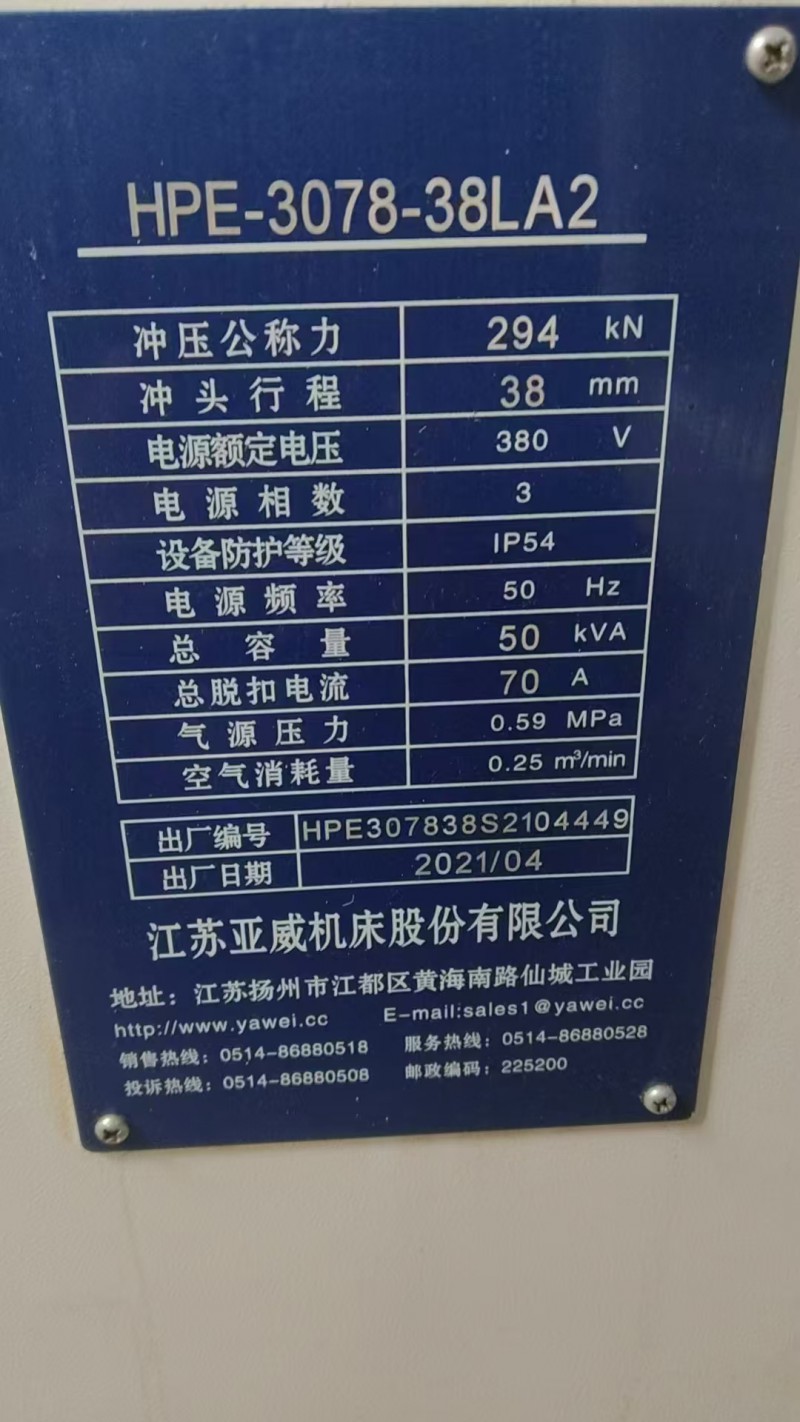 HPE-3078-38LA2
冲压公称力 294 kN
冲头行程 38 mm
电源额定电压 380 V
电源相数 3
设备防护等级 IP54
电源频率 50 Hz
总容量 50 kVA
总脱扣电流 70 A
气源压力 0.59 MPa
空气消耗量 0.25 m³/min
出厂编号 HPE307838S2104449
出厂日期 2021/04
江苏亚威机床股份有限公司
地址：江苏扬州市江都区黄海南路仙城工业园
http://www.yawei.cc E-mail:sales1@yawei.cc
销售热线：0514-86880518 服务热线：0514-86880528
投诉热线：0514-86880508 邮政编码：225200